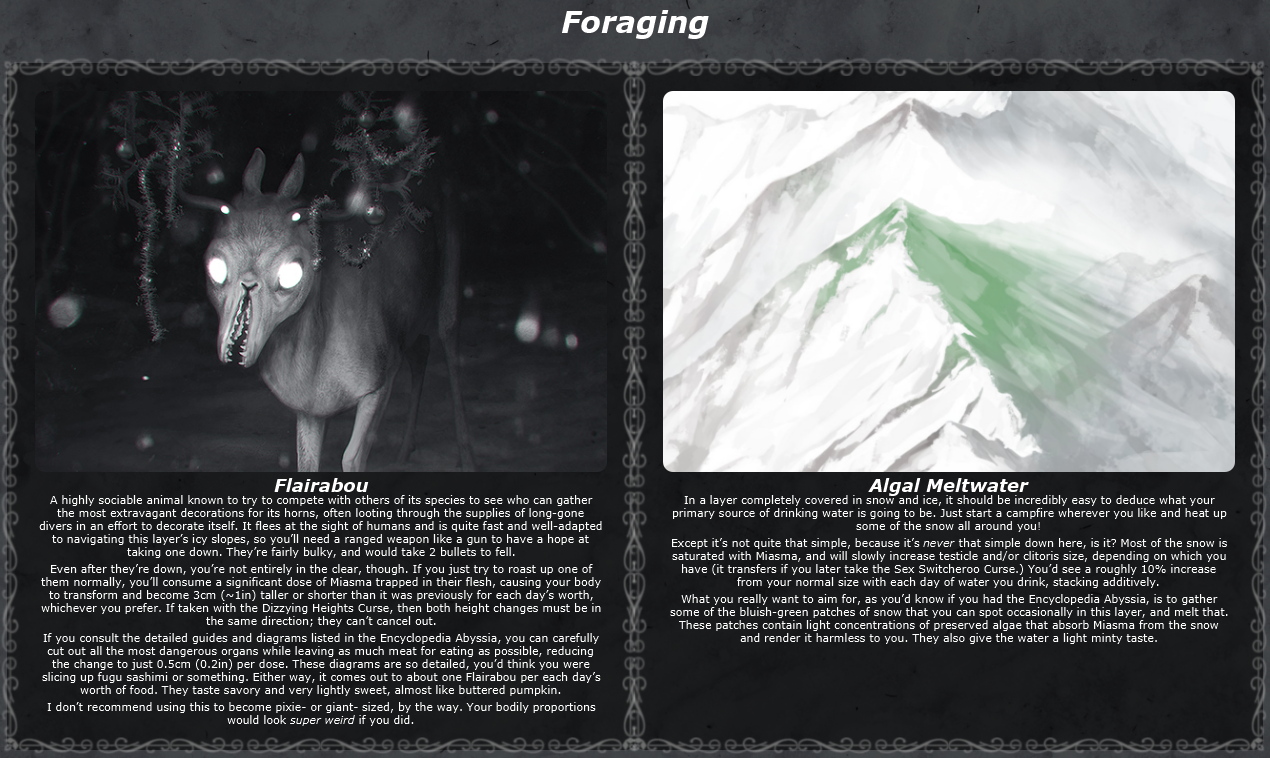 Foraging
Flairabou
A highly sociable animal known to try to compete with others of its species to see who can gather
the most extravagant decorations for its horns, often looting through the supplies of long-gone
divers in an effort to decorate itself. It flees at the sight of humans and is quite fast and well-adapted
to navigating this layer’s icy slopes, so you’ll need a ranged weapon like a gun to have a hope at
taking one down. They’re fairly bulky, and would take 2 bullets to fell.
Even after they’re down, you’re not entirely in the clear, though. If you just try to roast up one of
them normally, you’ll consume a significant dose of Miasma trapped in their flesh, causing your body
to transform and become 3cm (~1in) taller or shorter than it was previously for each day’s worth,
whichever you prefer. If taken with the Dizzying Heights Curse, then both height changes must be in
the same direction; they can’t cancel out.
If you consult the detailed guides and diagrams listed in the Encyclopedia Abyssia, you can carefully
cut out all the most dangerous organs while leaving as much meat for eating as possible, reducing
the change to just 0.5cm (0.2in) per dose. These diagrams are so detailed, you’d think you were
slicing up fugu sashimi or something. Either way, it comes out to about one Flairabou per each day’s
worth of food. They taste savory and very lightly sweet, almost like buttered pumpkin.
I don’t recommend using this to become pixie- or giant- sized, by the way. Your bodily proportions
would look super weird if you did.
Algal Meltwater
In a layer completely covered in snow and ice, it should be incredibly easy to deduce what your
primary source of drinking water is going to be. Just start a campfire wherever you like and heat up
some of the snow all around you!
Except it’s not quite that simple, because it’s never that simple down here, is it? Most of the snow is
saturated with Miasma, and will slowly increase testicle and/or clitoris size, depending on which you
have (it transfers if you later take the Sex Switcheroo Curse.) You’d see a roughly 10% increase
from your normal size with each day of water you drink, stacking additively.
What you really want to aim for, as you’d know if you had the Encyclopedia Abyssia, is to gather
some of the bluish-green patches of snow that you can spot occasionally in this layer, and melt that.
These patches contain light concentrations of preserved algae that absorb Miasma from the snow
and render it harmless to you. They also give the water a light minty taste.